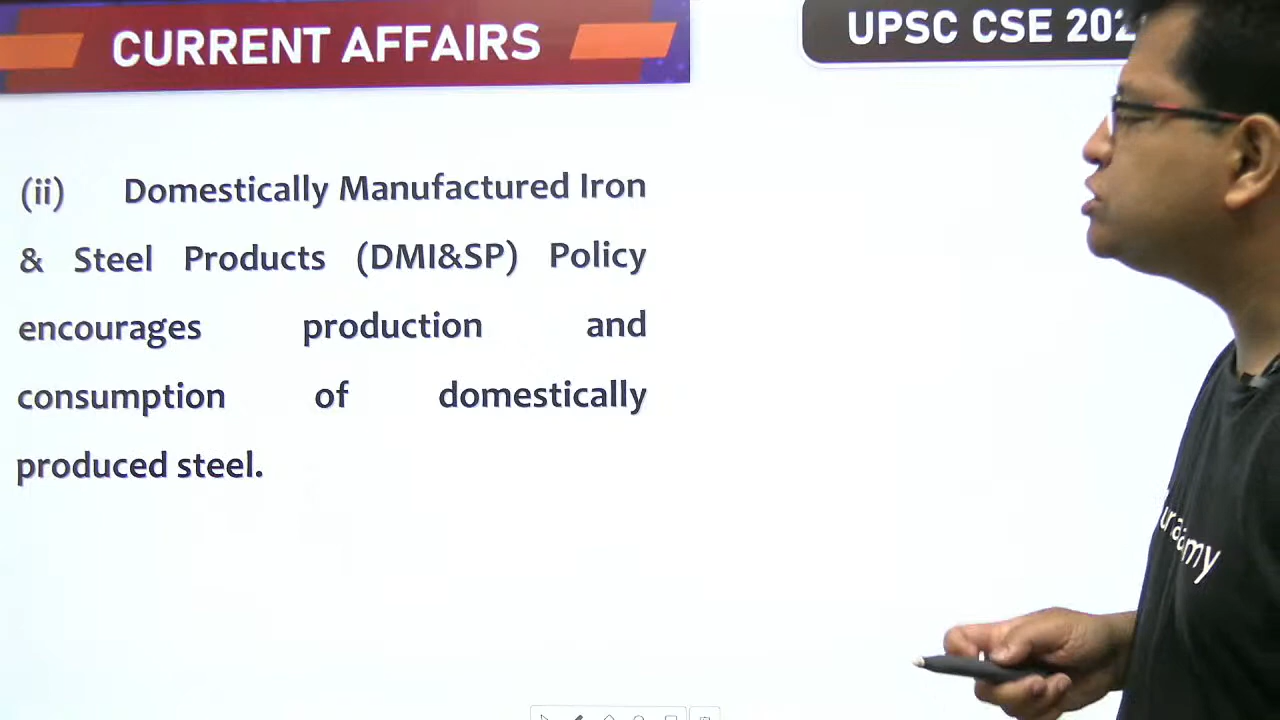 CURRENT AFFAIRS
UPSC CSE 202
(ii) Domestically Manufactured Iron
& Steel Products (DMI&SP) Policy
encourages production and
consumption of domestically
produced steel.